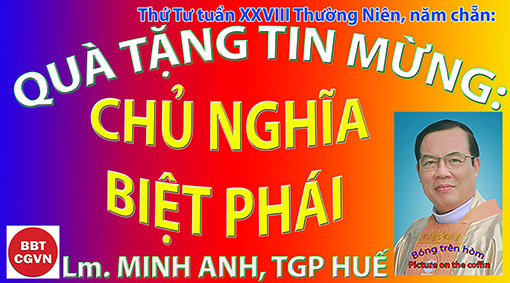 Thứ Tư tuần XXVIII Thường Niên, năm chẵn:
QUÀ TẶNG TIN MỪNG:
CHỦ NGHĨA
BIỆT PHÁI
Bóng trên hòm
Picture on the coffin
BBT
CGVN
Lm. MINH ANH, TGP HUẾ